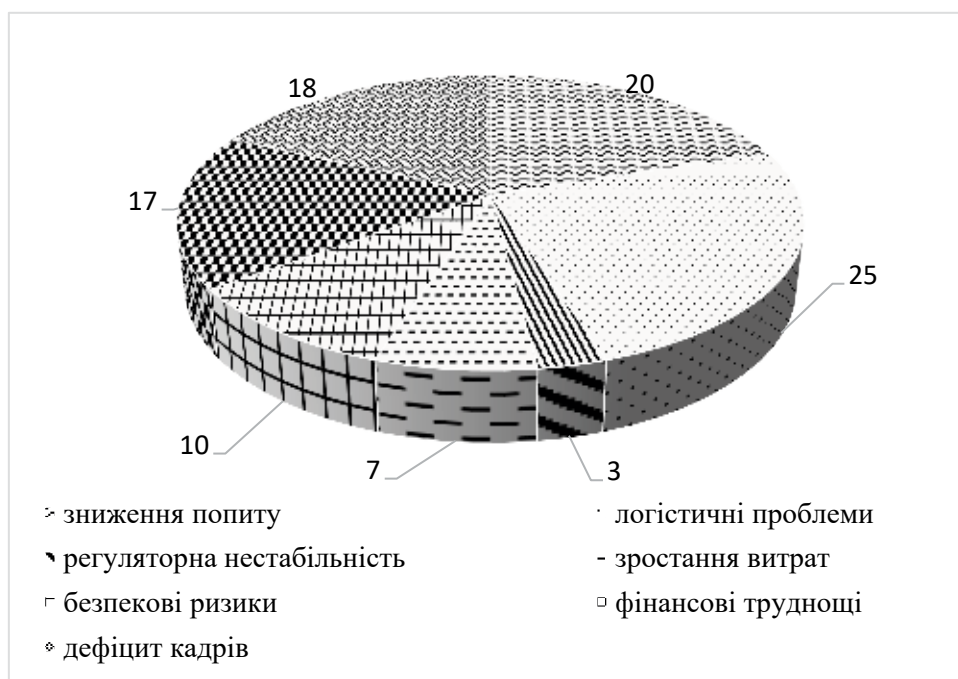 18 20
17
25
10 7 3
зниження попиту логістичні проблеми
регуляторна нестабільність зростання витрат
безпекові ризики фінансові труднощі
дефіцит кадрів